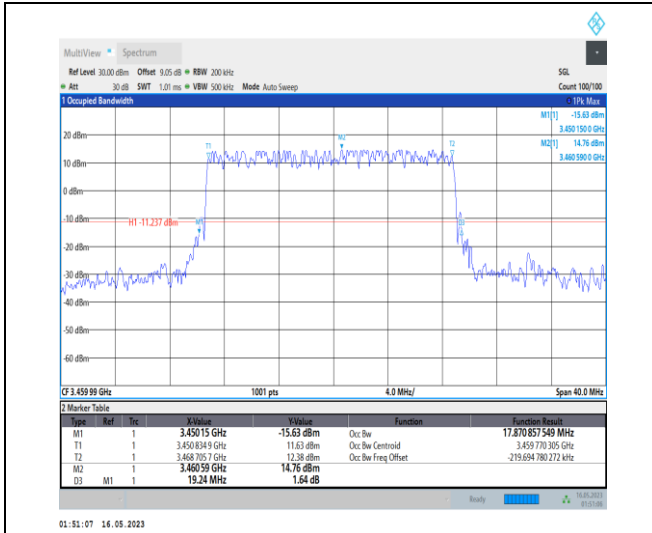 MultiView Spectrum
Ref Level 30.00 dBm Offset 9.05 dB RBW 200 kHz SGL
Att 30 dB SWT 1.01 ms VBW 500 kHz Mode Auto Sweep Count 100/100
1 Occupied Bandwidth 1Pk Max
M1[1] -15.63 dBm
3.450 150 0 GHz
M2[1] 14.76 dBm
3.460 590 0 GHz
20 dBm
T1 M2 T2
10 dBm
0 dBm
-10 dBm
H1 -11.237 dBm M1 D3
-20 dBm
-30 dBm
-40 dBm
-50 dBm
-60 dBm
CF 3.459 99 GHz 1001 pts 4.0 MHz/ Span 40.0 MHz
2 Marker Table
Type Ref Trc X-Value Y-Value Function Function Result
M1 1 3.45015 GHz -15.63 dBm Occ Bw 17.870 857 549 MHz
T1 1 3.450 834 9 GHz 11.63 dBm Occ Bw Centroid 3.459 770 305 GHz
T2 1 3.468 705 7 GHz 12.38 dBm Occ Bw Freq Offset -219.694 780 272 kHz
M2 1 3.46059 GHz 14.76 dBm
D3 M1 1 19.24 MHz 1.64 dB
Ready 16.05.2023
01:51:06
01:51:07 16.05.2023